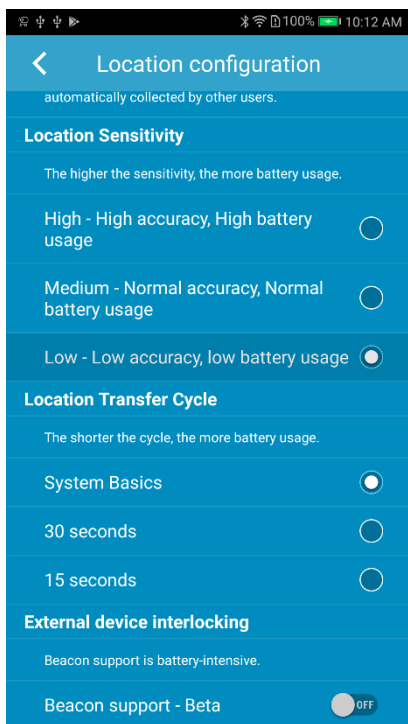 100% 10:12 AM
Location configuration
automatically collected by other users.
Location Sensitivity
The higher the sensitivity, the more battery usage.
High - High accuracy, High battery
usage
Medium - Normal accuracy, Normal
battery usage
Low - Low accuracy, low battery usage
Location Transfer Cycle
The shorter the cycle, the more battery usage.
System Basics
30 seconds
15 seconds
External device interlocking
Beacon support is battery-intensive.
Beacon support - Beta OFF